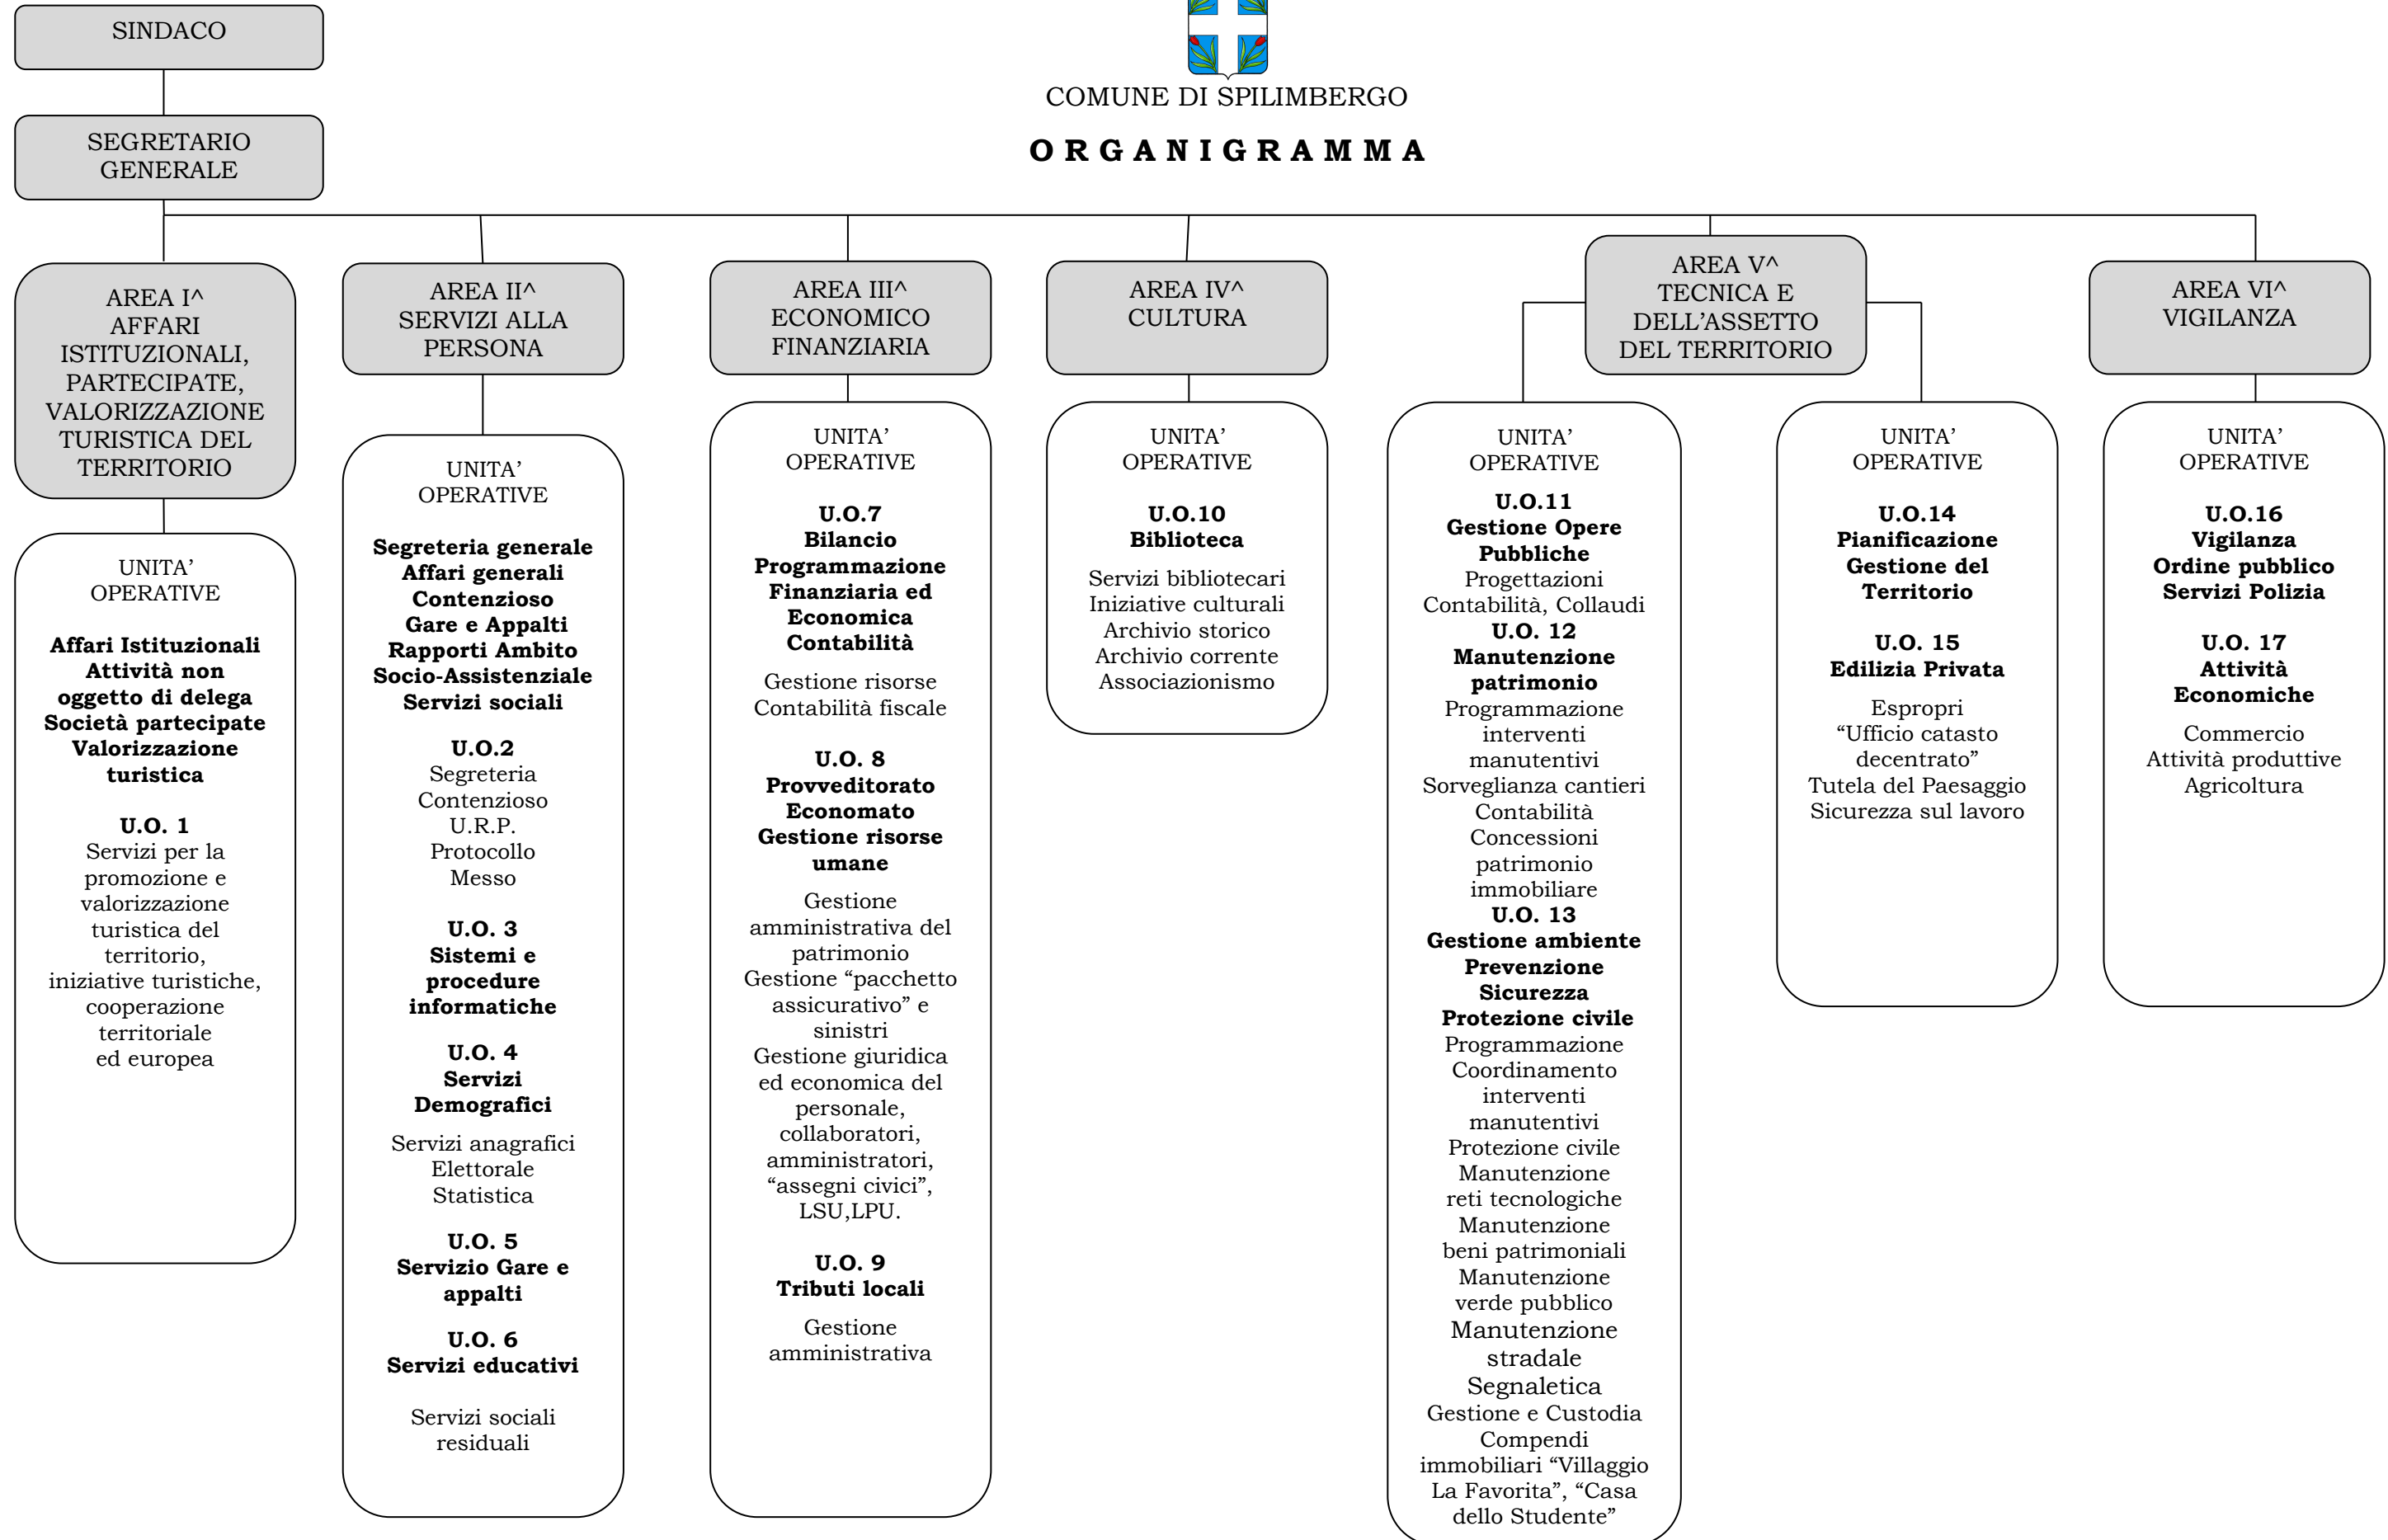 SINDACO
COMUNE DI SPILIMBERGO
ORGANIGRAMMA
SEGRETARIO
GENERALE
AREA I^
AFFARI
ISTITUZIONALI,
PARTECIPATE,
VALORIZZAZIONE
TURISTICA DEL
TERRITORIO
UNITA’
OPERATIVE
Affari Istituzionali
Attività non
oggetto di delega
Società partecipate
Valorizzazione
turistica
U.O. 1
Servizi per la
promozione e
valorizzazione
turistica del
territorio,
iniziative turistiche,
cooperazione
territoriale
ed europea
AREA II^
SERVIZI ALLA
PERSONA
UNITA’
OPERATIVE
Segreteria generale
Affari generali
Contenzioso
Gare e Appalti
Rapporti Ambito
Socio-Assistenziale
Servizi sociali
U.O.2
Segreteria
Contenzioso
U.R.P.
Protocollo
Messo
U.O. 3
Sistemi e
procedure
informatiche
U.O. 4
Servizi
Demografici
Servizi anagrafici
Elettorale
Statistica
U.O. 5
Servizio Gare e
appalti
U.O. 6
Servizi educativi
Servizi sociali
residuali
AREA III^
ECONOMICO
FINANZIARIA
UNITA’
OPERATIVE
U.O.7
Bilancio
Programmazione
Finanziaria ed
Economica
Contabilità
Gestione risorse
Contabilità fiscale
U.O. 8
Provveditorato
Economato
Gestione risorse
umane
Gestione
amministrativa del
patrimonio
Gestione “pacchetto
assicurativo” e
sinistri
Gestione giuridica
ed economica del
personale,
collaboratori,
amministratori,
“assegni civici”,
LSU,LPU.
U.O. 9
Tributi locali
Gestione
amministrativa
AREA IV^
CULTURA
UNITA’
OPERATIVE
U.O.10
Biblioteca
Servizi bibliotecari
Iniziative culturali
Archivio storico
Archivio corrente
Associazionismo
AREA V^
TECNICA E
DELL’ASSETTO
DEL TERRITORIO
UNITA’
OPERATIVE
U.O.11
Gestione Opere
Pubbliche
Progettazioni
Contabilità, Collaudi
U.O. 12
Manutenzione
patrimonio
Programmazione
interventi
manutentivi
Sorveglianza cantieri
Contabilità
Concessioni
patrimonio
immobiliare
U.O. 13
Gestione ambiente
Prevenzione
Sicurezza
Protezione civile
Programmazione
Coordinamento
interventi
manutentivi
Protezione civile
Manutenzione
reti tecnologiche
Manutenzione
beni patrimoniali
Manutenzione
verde pubblico
Manutenzione
stradale
Segnaletica
Gestione e Custodia
Compendi
immobiliari “Villaggio
La Favorita”, “Casa
dello Studente”
UNITA’
OPERATIVE
U.O.14
Pianificazione
Gestione del
Territorio
U.O. 15
Edilizia Privata
Espropri
“Ufficio catasto
decentrato”
Tutela del Paesaggio
Sicurezza sul lavoro
AREA VI^
VIGILANZA
UNITA’
OPERATIVE
U.O.16
Vigilanza
Ordine pubblico
Servizi Polizia
U.O. 17
Attività
Economiche
Commercio
Attività produttive
Agricoltura